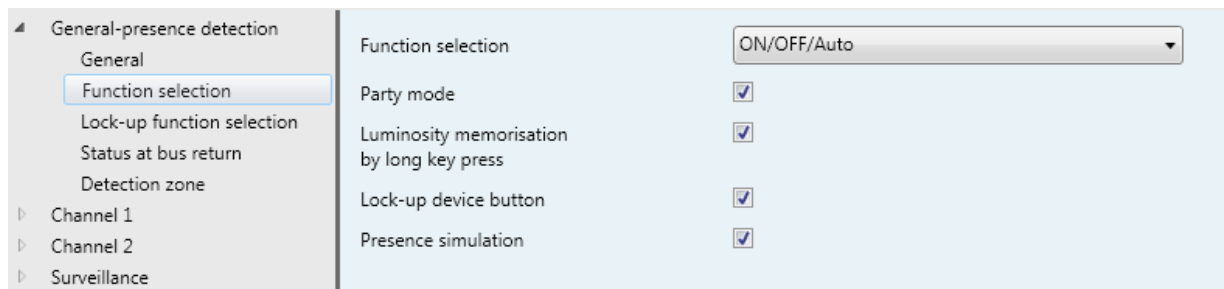 General-presence detection
General
Function selection
Lock-up function selection
Status at bus return
Detection zone
Channel 1
Channel 2
Surveillance
Function selection
ON/OFF/Auto
Party mode
Luminosity memorisation
by long key press
Lock-up device button
Presence simulation